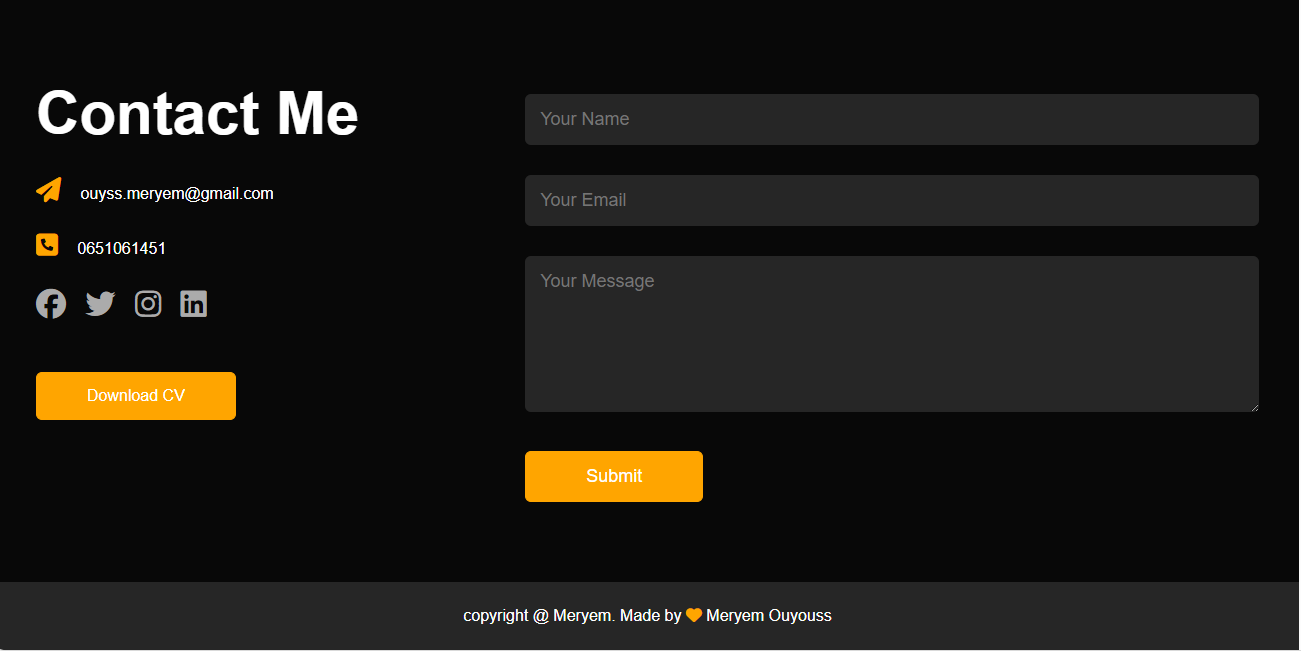 Contact Me
ouyss.meryem@gmail.com
0651061451
Download CV
Your Name
Your Email
Your Message
Submit
copyright @ Meryem. Made by 🧡 Meryem Ouyouss